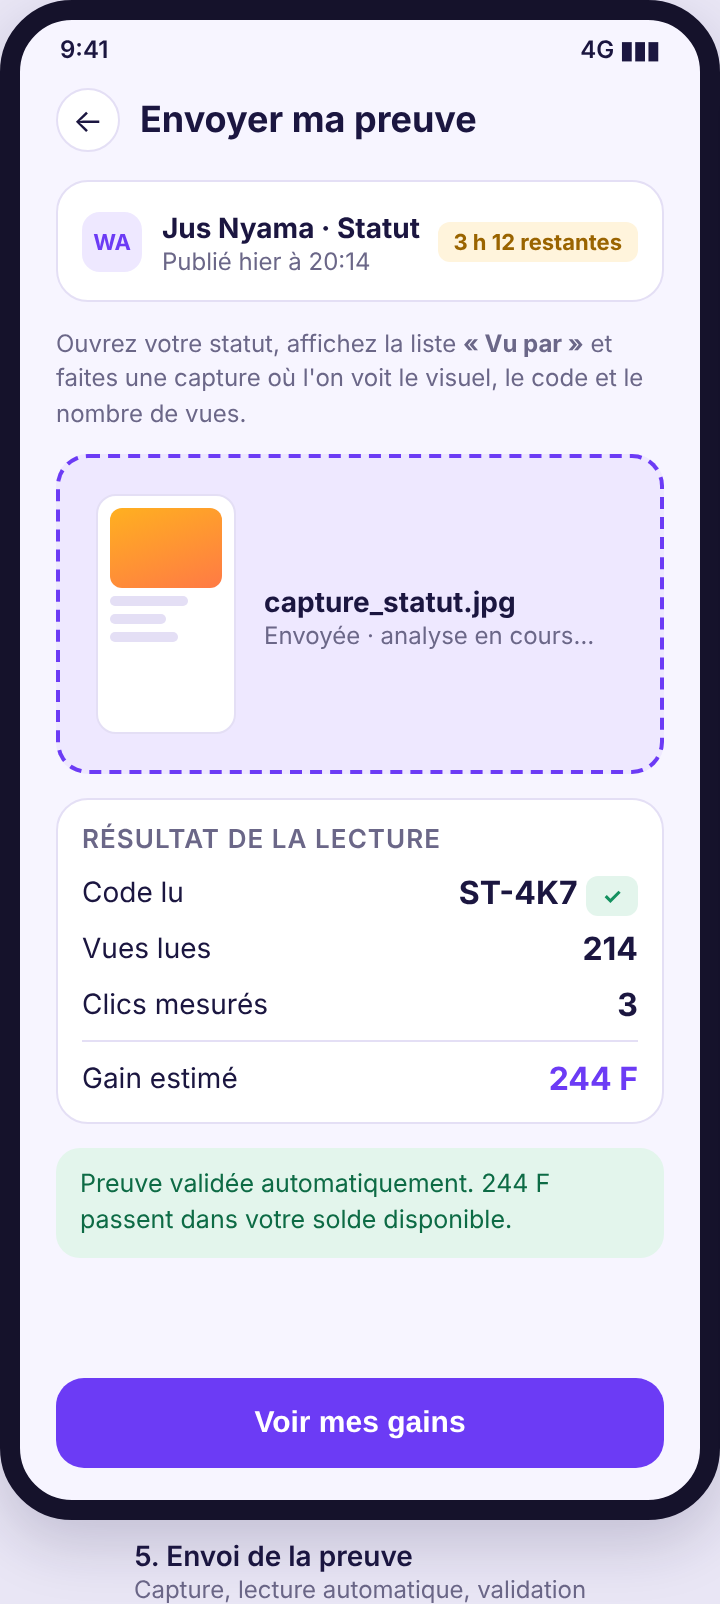 9:41 4G
← Envoyer ma preuve
WA Jus Nyama · Statut 3 h 12 restantes
Publié hier à 20:14
Ouvrez votre statut, affichez la liste « Vu par » et
faites une capture où l'on voit le visuel, le code et le
nombre de vues.
capture_statut.jpg
Envoyée · analyse en cours...
RÉSULTAT DE LA LECTURE
Code lu ST-4K7 ✓
Vues lues 214
Clics mesurés 3
Gain estimé 244 F
Preuve validée automatiquement. 244 F
passent dans votre solde disponible.
Voir mes gains
5. Envoi de la preuve
Capture, lecture automatique, validation